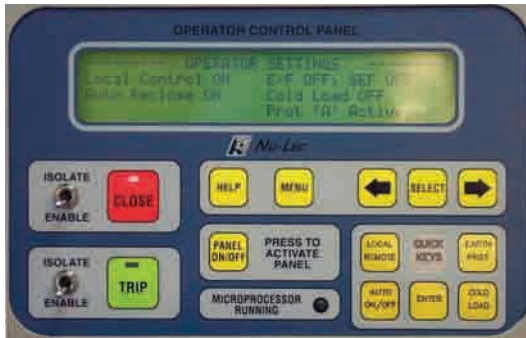 OPERATOR CONTROL PANEL
OPERATOR SETTINGS
Local Control ON E/F OFF; SEF OFF
Auto Reclose ON Cold Load OFF
Prot 'A' Active
Nu-Lec
ISOLATE
ENABLE
CLOSE
HELP
MENU
SELECT
ISOLATE
ENABLE
TRIP
PANEL
ON/OFF
PRESS TO
ACTIVATE
PANEL
MICROPROCESSOR
RUNNING
LOCAL
REMOTE
QUICK
KEYS
EARTH
PROT
AUTO
ON/OFF
ENTER
COLD
LOAD